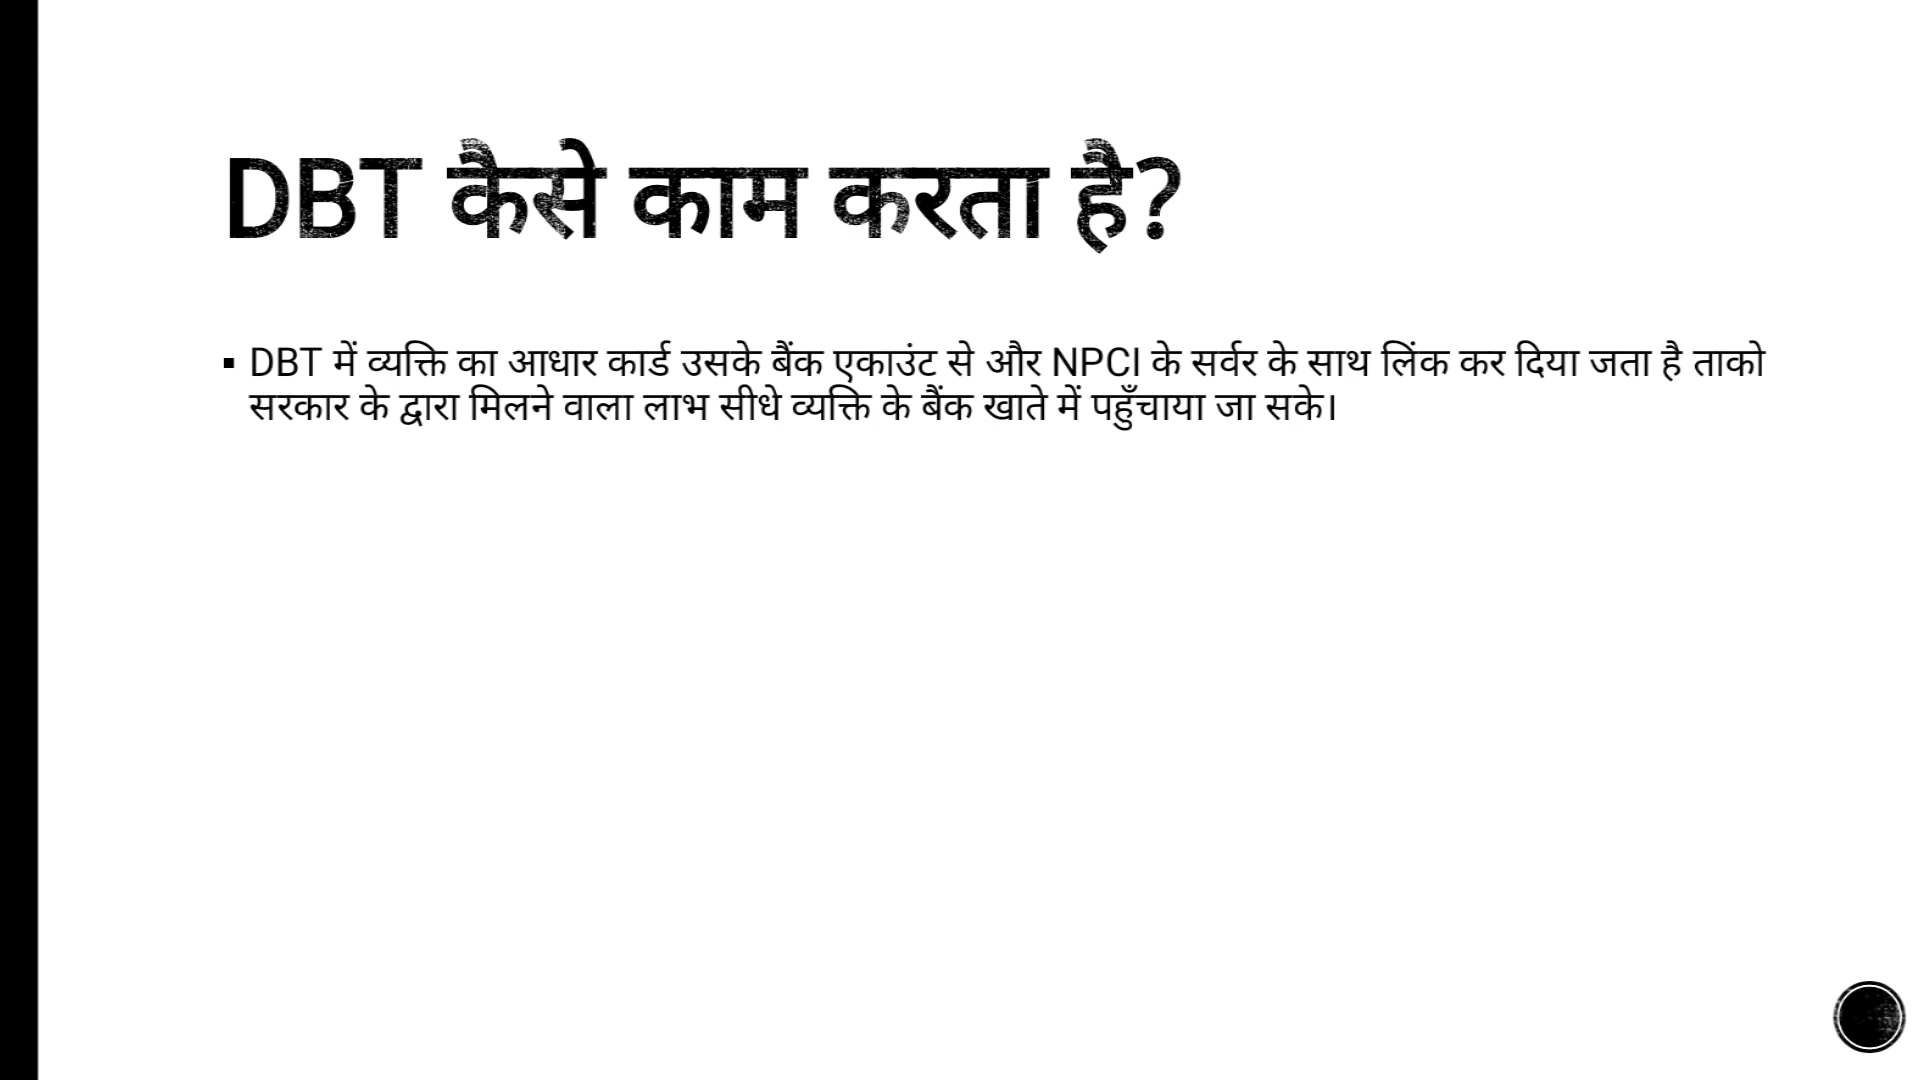 DBT कैसे काम करता है?
▪ DBT में व्यक्ति का आधार कार्ड उसके बैंक एकाउंट से और NPCI के सर्वर के साथ लिंक कर दिया जता है ताको
सरकार के द्वारा मिलने वाला लाभ सीधे व्यक्ति के बैंक खाते में पहुँचाया जा सके।